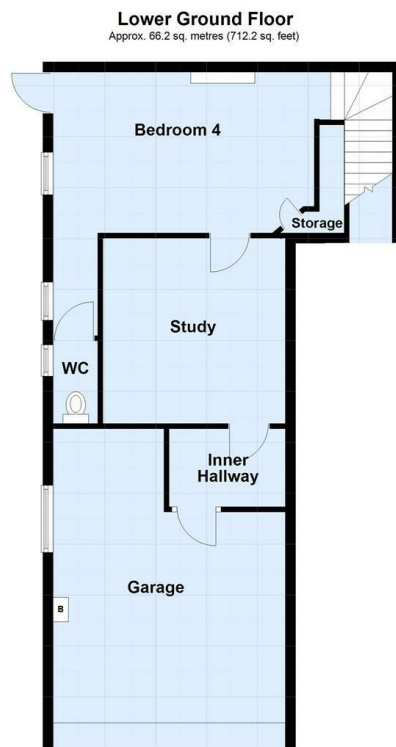 Lower Ground Floor
Approx. 66.2 sq. metres (712.2 sq. feet)
Bedroom 4
Storage
Study
WC
Inner
Hallway
Garage
B